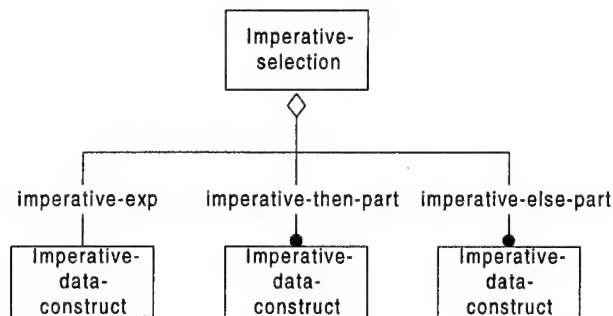 Imperative-
selection
imperative-exp imperative-then-part imperative-else-part
Imperative- Imperative- Imperative-
data- data- data-
construct construct construct